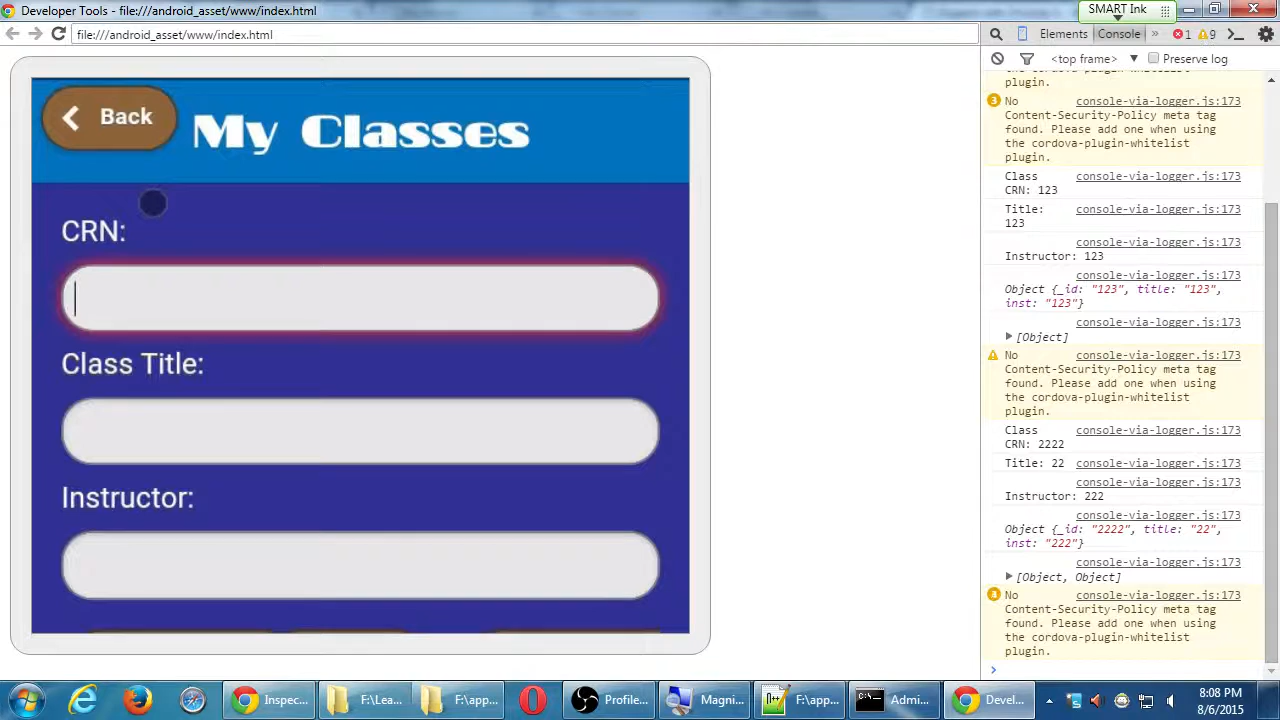 Developer Tools - file:///android_asset/www/index.html
SMART Ink
file:///android_asset/www/index.html
Elements Console » 1 9
<top frame> ▼ Preserve log
Back
My Classes
CRN:
Class Title:
Instructor:
the cordova-plugin-whitelist
plugin.
3 No console-via-logger.js:173
Content-Security-Policy meta
tag found. Please add one when using
the cordova-plugin-whitelist
plugin.
Class console-via-logger.js:173
CRN: 123
Title: console-via-logger.js:173
123
console-via-logger.js:173
Instructor: 123
console-via-logger.js:173
Object {_id: "123", title: "123",
inst: "123"}
console-via-logger.js:173
[Object]
No console-via-logger.js:173
Content-Security-Policy meta tag
found. Please add one when using
the cordova-plugin-whitelist
plugin.
Class console-via-logger.js:173
CRN: 2222
Title: 22 console-via-logger.js:173
console-via-logger.js:173
Instructor: 222
console-via-logger.js:173
Object {_id: "2222", title: "22",
inst: "222"}
console-via-logger.js:173
[Object, Object]
No console-via-logger.js:173
Content-Security-Policy meta tag
found. Please add one when using
the cordova-plugin-whitelist
plugin.
Inspec... F:\Lea... F:\app... Profile... Magni... F:\app... Admi... Devel...
8:08 PM
8/6/2015